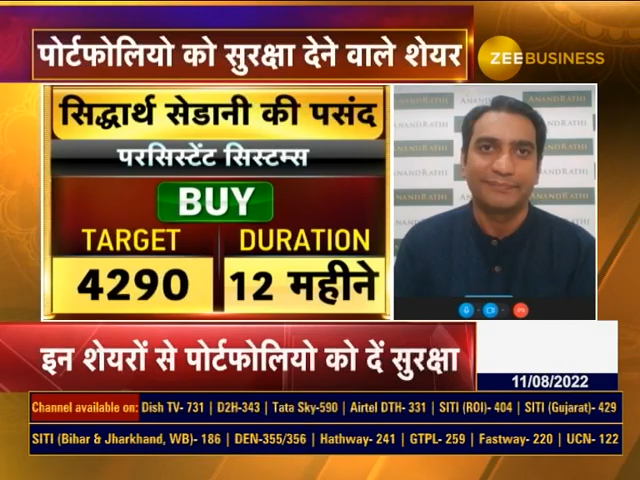 पोर्टफोलियो को सुरक्षा देने वाले शेयर
ZEEBUSINESS
सिद्धार्थ सेडानी की पसंद
परसिस्टेंट सिस्टम्स
BUY
TARGET
DURATION
4290
12 महीने
ANANDRATHI
ANANDRATHI
ANANDRATHI
ANANDRATHI
इन शेयरों से पोर्टफोलियो को दें सुरक्षा
11/08/2022
Channel available on: Dish TV- 731 | D2H-343 | Tata Sky-590 | Airtel DTH- 331 | SITI (ROI)- 404 | SITI (Gujarat)- 429
SITI (Bihar & Jharkhand, WB)- 186 | DEN-355/356 | Hathway- 241 | GTPL- 259 | Fastway- 220 | UCN- 122